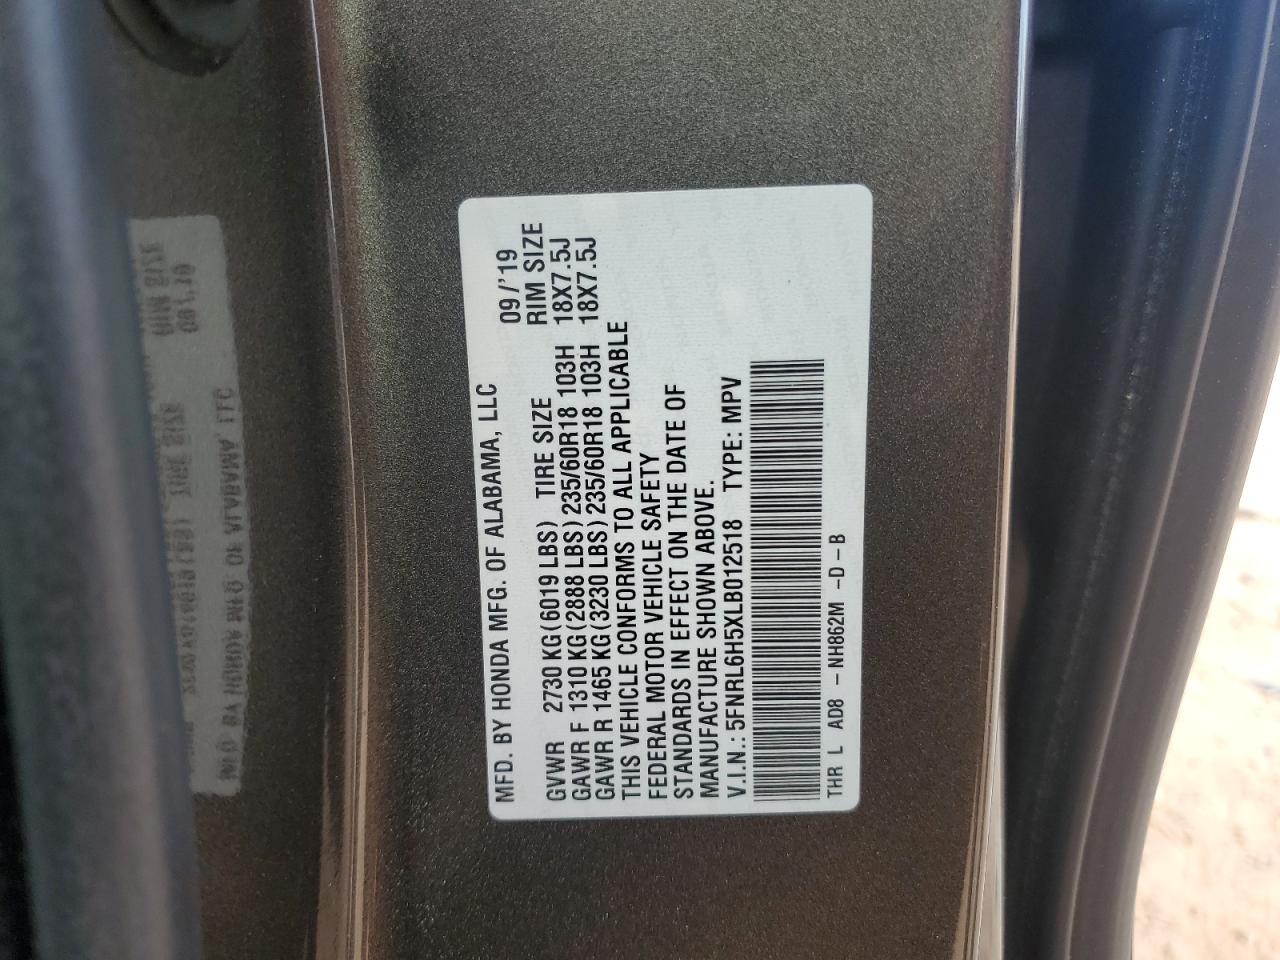 MFD. BY HONDA MFG. OF ALABAMA, LLC 09/'19
GVWR 2730 KG(6019 LBS) TIRE SIZE RIM SIZE
GAWR F 1310 KG(2888 LBS)235/60R18 103H 18X7.5J
GAWR R 1465 KG(3230 LBS)235/60R18 103H 18X7.5J
THIS VEHICLE CONFORMS TO ALL APPLICABLE
FEDERAL MOTOR VEHICLE SAFETY
STANDARDS IN EFFECT ON THE DATE OF
MANUFACTURE SHOWN ABOVE.
V.I.N.: 5FNRL6H5XLB012518 TYPE: MPV
THR L AD8 - NH862M -D-B